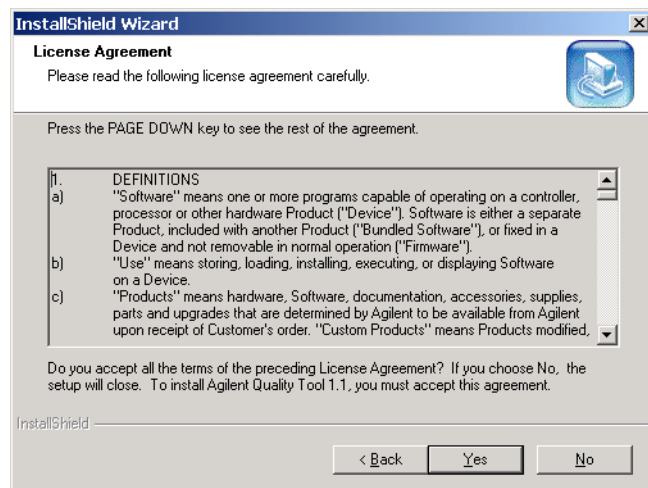 InstallShield Wizard
License Agreement
Please read the following license agreement carefully.
Press the PAGE DOWN key to see the rest of the agreement.
1. DEFINITIONS
a) "Software" means one or more programs capable of operating on a controller,
processor or other hardware Product ("Device"). Software is either a separate
Product, included with another Product ("Bundled Software"), or fixed in a
Device and not removable in normal operation ("Firmware").
b) "Use" means storing, loading, installing, executing, or displaying Software
on a Device.
c) "Products" means hardware, Software, documentation, accessories, supplies,
parts and upgrades that are determined by Agilent to be available from Agilent
upon receipt of Customer's order. "Custom Products" means Products modified,
Do you accept all the terms of the preceding License Agreement? If you choose No, the
setup will close. To install Agilent Quality Tool 1.1, you must accept this agreement.
InstallShield
< Back Yes No